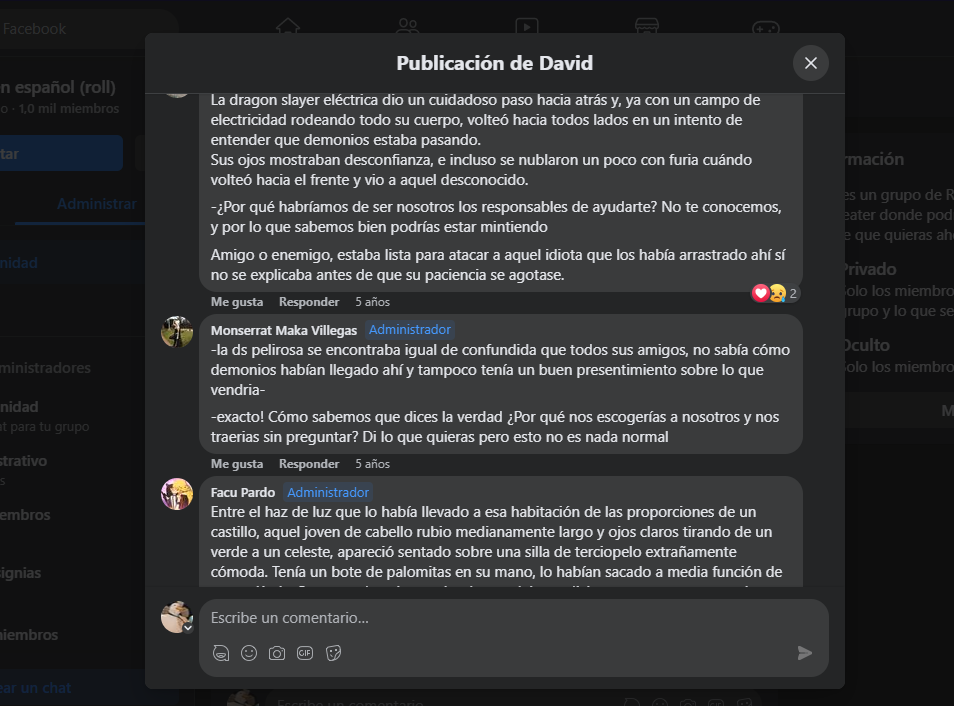 Facebook
Publicación de David
n español (roll)
o · 1,0 mil miembros
tar
Administrar
nidad
ministradores
nidad
at para tu grupo
strativo
s
embros
signias
miembros
ear un chat
La dragon slayer eléctrica dio un cuidadoso paso hacia atrás y, ya con un campo de
electricidad rodeando todo su cuerpo, volteó hacia todos lados en un intento de
entender que demonios estaba pasando.
Sus ojos mostraban desconfianza, e incluso se nublaron un poco con furia cuándo
volteó hacia el frente y vio a aquel desconocido.
-¿Por qué habríamos de ser nosotros los responsables de ayudarte? No te conocemos,
y por lo que sabemos bien podrías estar mintiendo
Amigo o enemigo, estaba lista para atacar a aquel idiota que los había arrastrado ahí sí
no se explicaba antes de que su paciencia se agotase.
2
Me gusta Responder 5 años
Monserrat Maka Villegas Administrador
-la ds pelirosa se encontraba igual de confundida que todos sus amigos, no sabía cómo
demonios habían llegado ahí y tampoco tenía un buen presentimiento sobre lo que
vendria-
-exacto! Cómo sabemos que dices la verdad ¿Por qué nos escogerías a nosotros y nos
traerias sin preguntar? Di lo que quieras pero esto no es nada normal
Me gusta Responder 5 años
Facu Pardo Administrador
Entre el haz de luz que lo había llevado a esa habitación de las proporciones de un
castillo, aquel joven de cabello rubio medianamente largo y ojos claros tirando de un
verde a un celeste, apareció sentado sobre una silla de terciopelo extrañamente
cómoda. Tenía un bote de palomitas en su mano, lo habían sacado a media función de
Escribe un comentario...
GIF
rmación
es un grupo de R
eater donde pod
e que quieras ah
Privado
Solo los miembro
grupo y lo que se
Oculto
Solo los miembro
M
Escribe un comentario